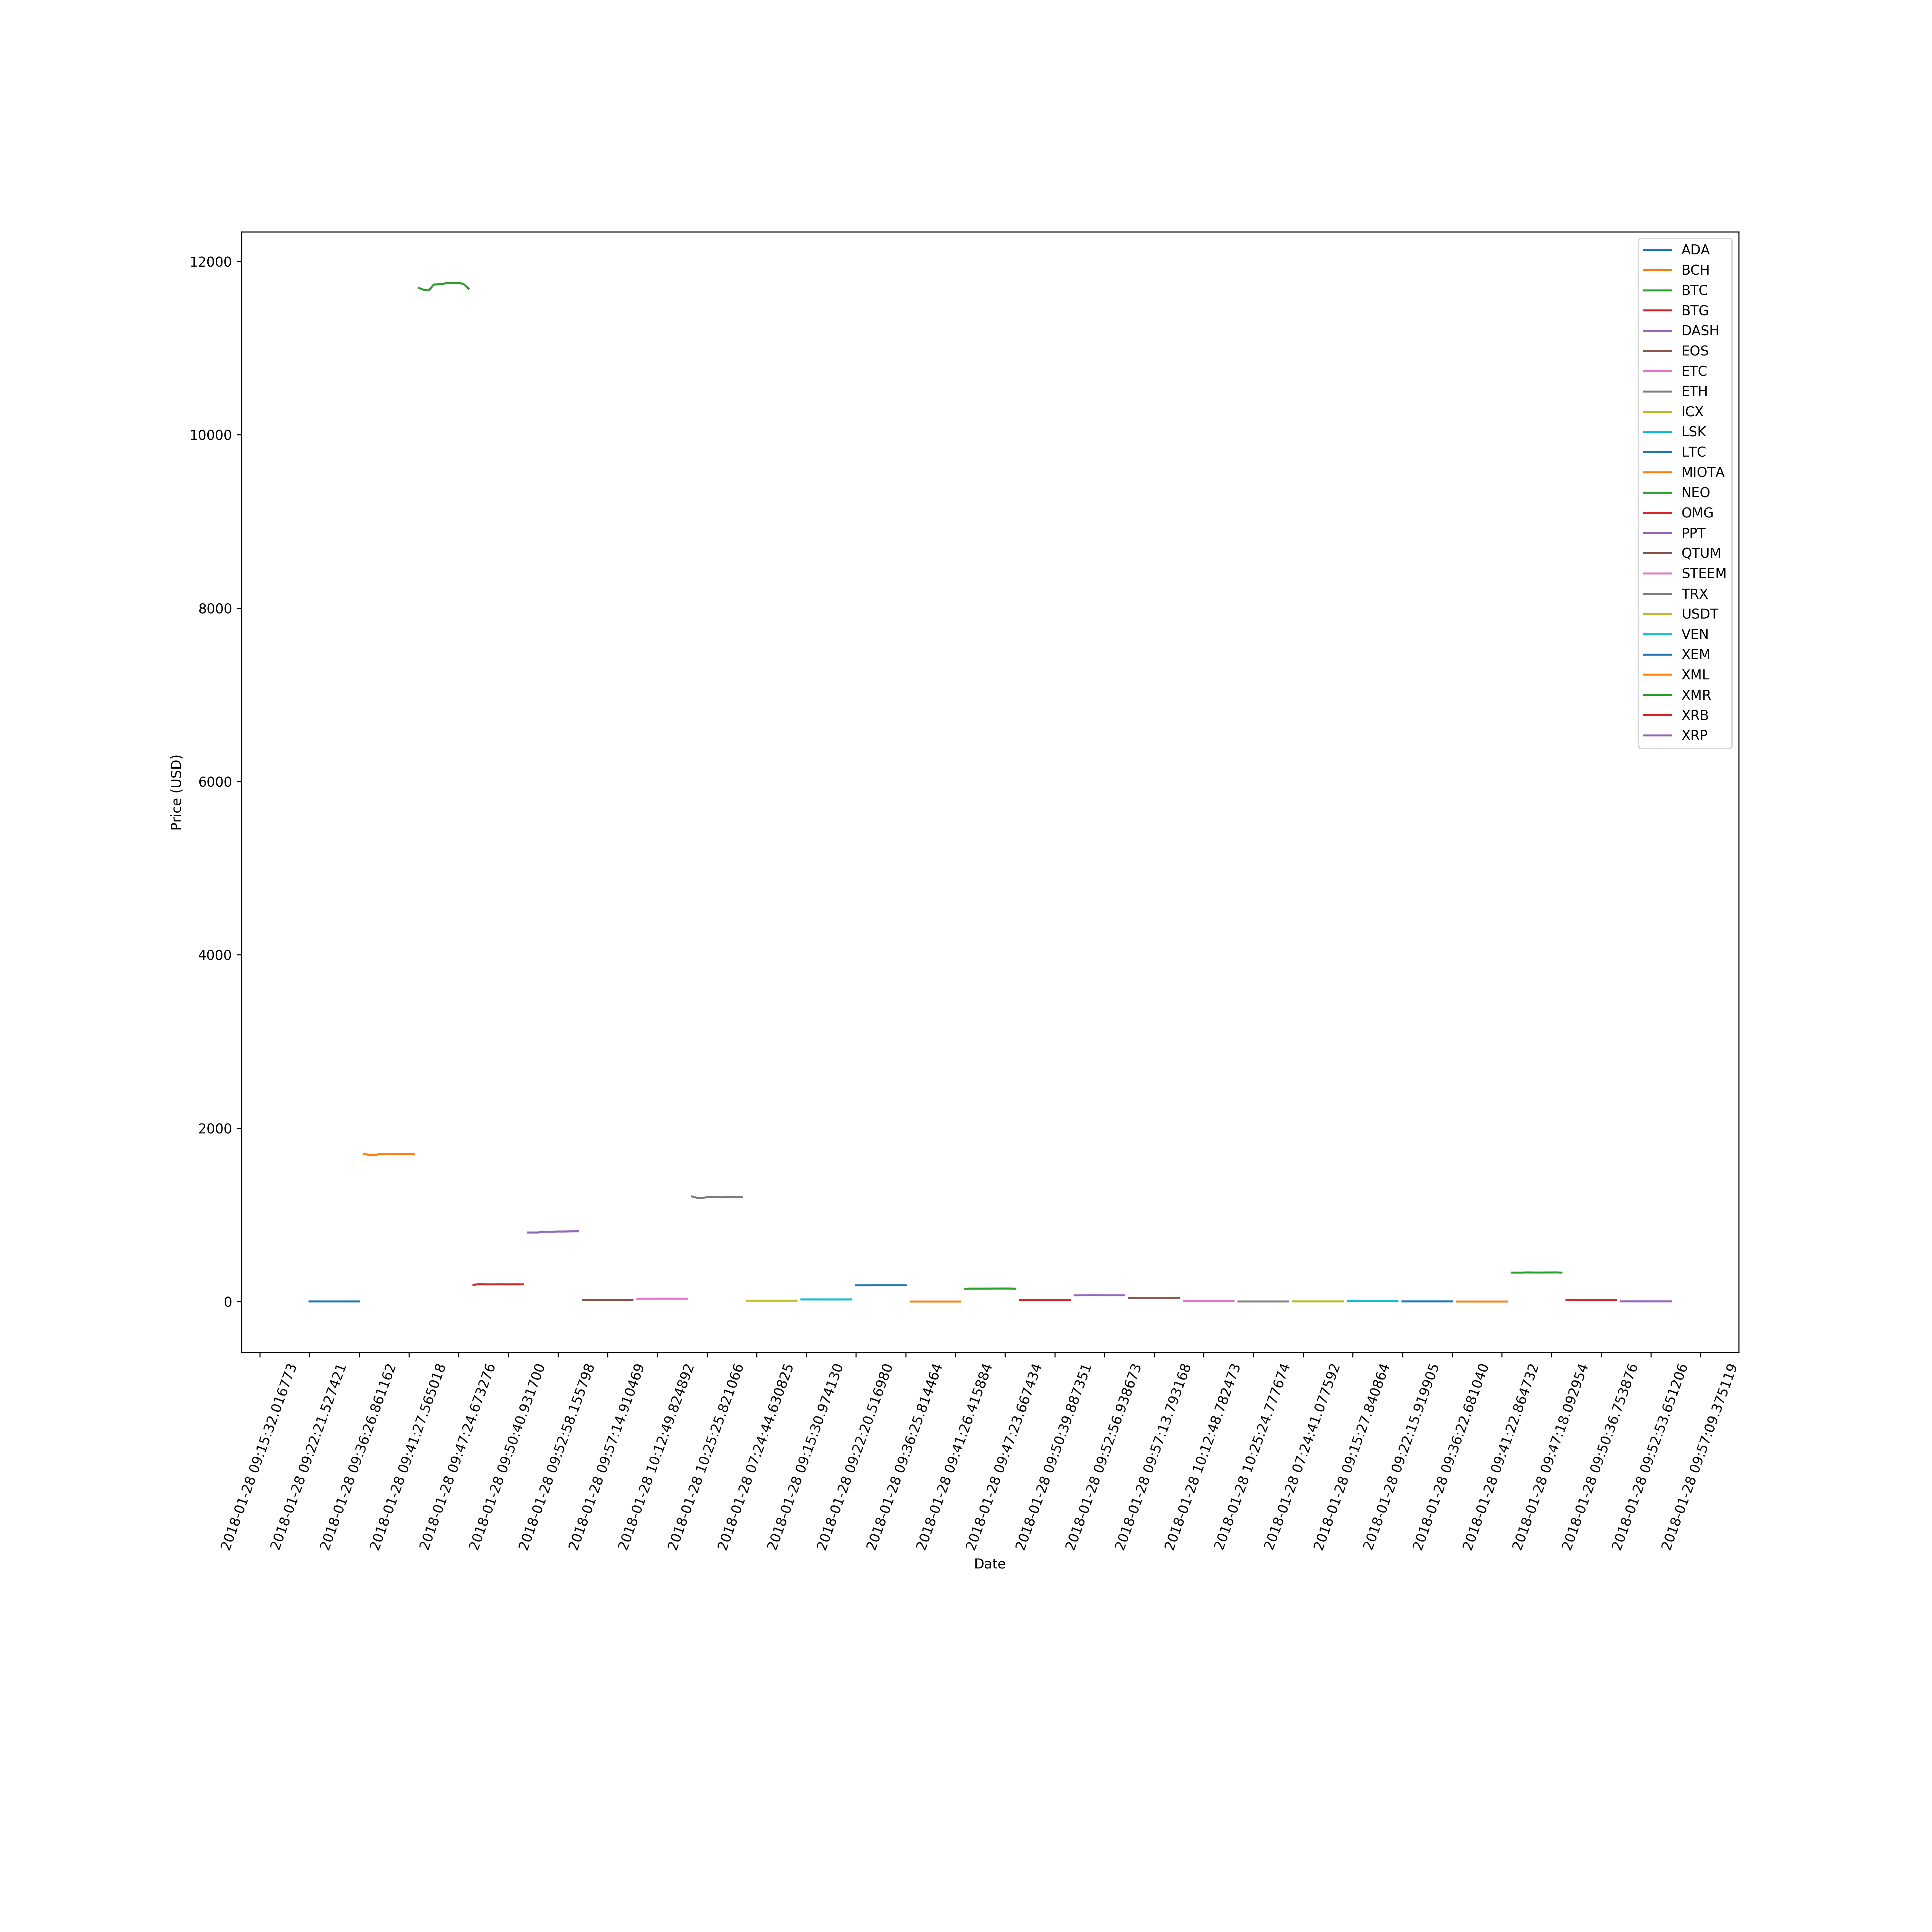 12000
10000
8000
6000
4000
2000
0
Price (USD)
ADA
BCH
BTC
BTG
DASH
EOS
ETC
ETH
ICX
LSK
LTC
MIOTA
NEO
OMG
PPT
QTUM
STEEM
TRX
USDT
VEN
XEM
XML
XMR
XRB
XRP
2018-01-28 09:15:32.016773
2018-01-28 09:22:21.527421
2018-01-28 09:36:26.861162
2018-01-28 09:41:27.565018
2018-01-28 09:47:24.673276
2018-01-28 09:50:40.931700
2018-01-28 09:52:58.155798
2018-01-28 09:57:14.910469
2018-01-28 10:12:49.824892
2018-01-28 10:25:25.821066
2018-01-28 07:24:44.630825
2018-01-28 09:15:30.974130
2018-01-28 09:22:20.516980
2018-01-28 09:36:25.814464
2018-01-28 09:41:26.415884
2018-01-28 09:47:23.667434
2018-01-28 09:50:39.887351
2018-01-28 09:52:56.938673
2018-01-28 09:57:13.793168
2018-01-28 10:12:48.782473
2018-01-28 10:25:24.777674
2018-01-28 07:24:41.077592
2018-01-28 09:15:27.840864
2018-01-28 09:22:15.919905
2018-01-28 09:36:22.681040
2018-01-28 09:41:22.864732
2018-01-28 09:47:18.092954
2018-01-28 09:50:36.753876
2018-01-28 09:52:53.651206
2018-01-28 09:57:09.375119
Date